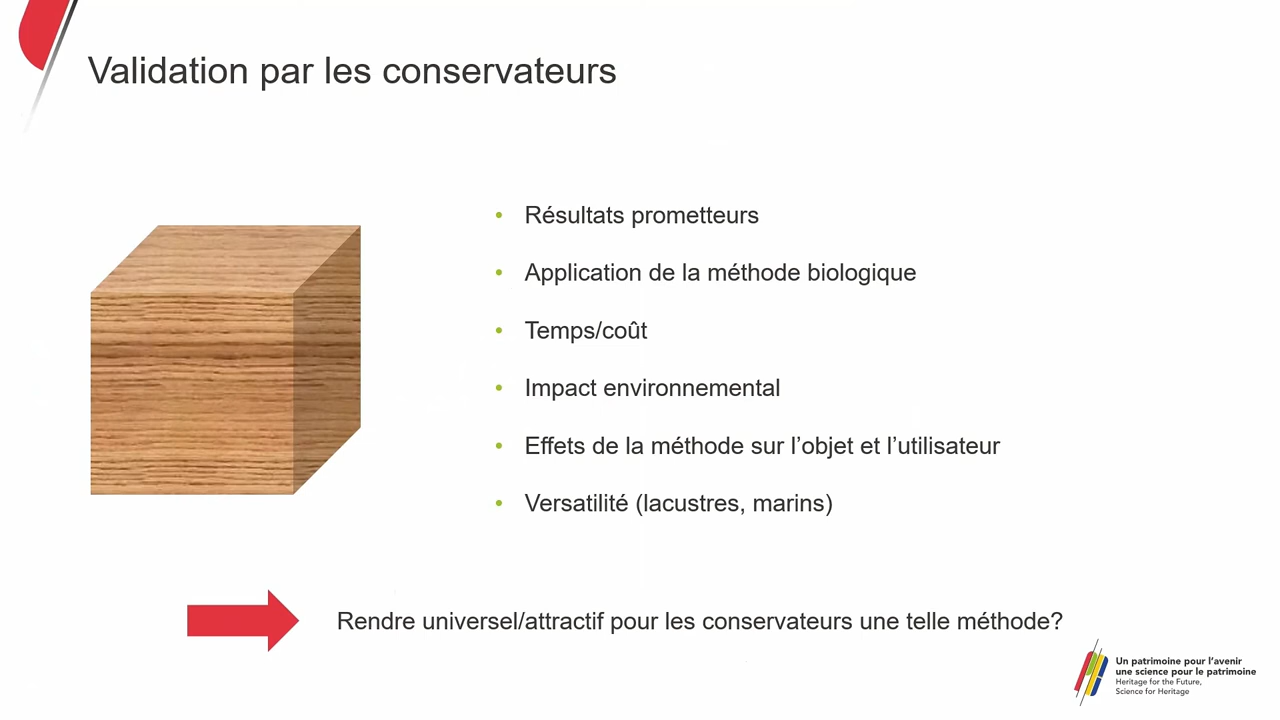 Validation par les conservateurs
• Résultats prometteurs
• Application de la méthode biologique
• Temps/coût
• Impact environnemental
• Effets de la méthode sur l’objet et l’utilisateur
• Versatilité (lacustres, marins)
Rendre universel/attractif pour les conservateurs une telle méthode?
Un patrimoine pour l’avenir
une science pour le patrimoine
Heritage for the Future,
Science for Heritage